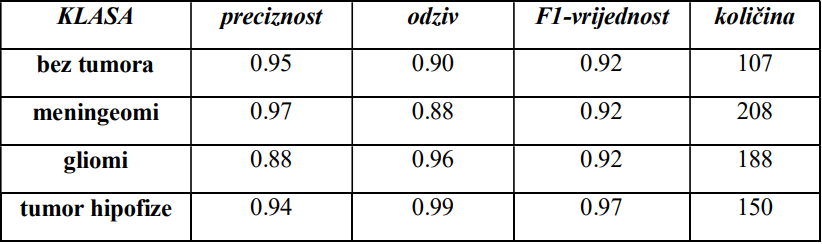 KLASA preciznost odziv F1-vrijednost količina
bez tumora 0.95 0.90 0.92 107
meningeomi 0.97 0.88 0.92 208
gliomi 0.88 0.96 0.92 188
tumor hipofize 0.94 0.99 0.97 150